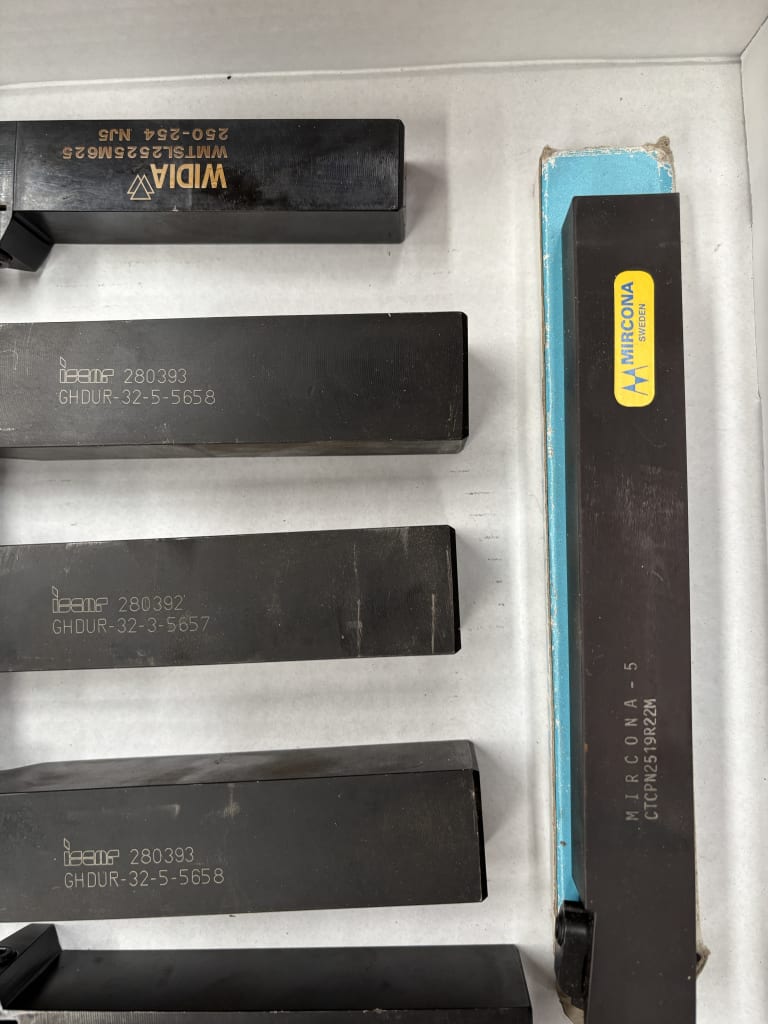 WIDIA
WMTSL2525M625
250-254 NJ5
iscar 280393
GHDUR-32-5-5658
iscar 280392
GHDUR-32-3-5657
iscar 280393
GHDUR-32-5-5658
MIRCONA
SWEDEN
MIRCONA-5
CTCPN2519R22M